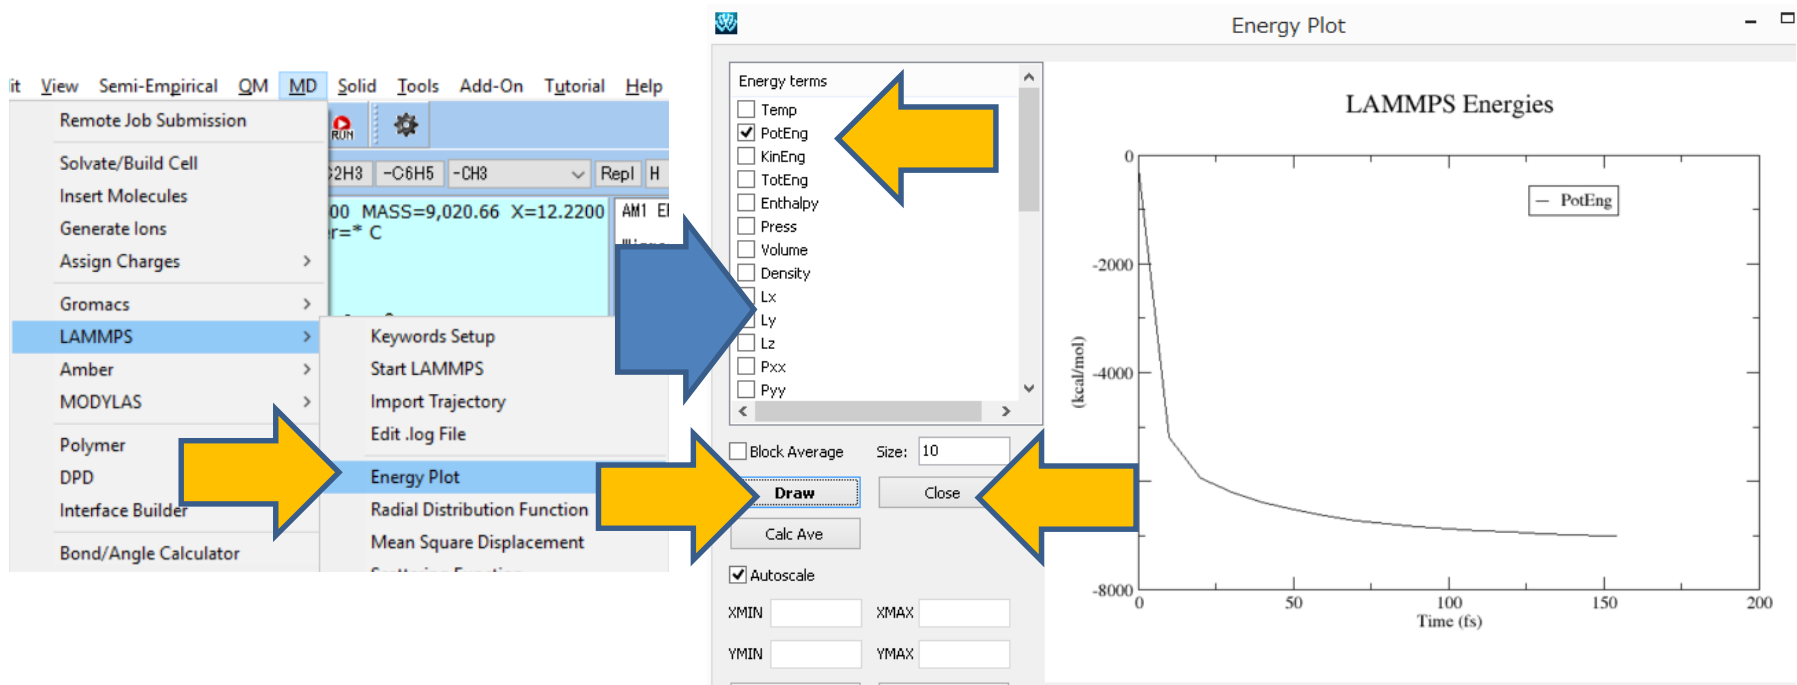 it View Semi-Empirical QM MD Solid Tools Add-On Tutorial Help
Remote Job Submission
RUN
Solvate/Build Cell
Insert Molecules
Generate Ions
Assign Charges >
Gromacs >
LAMMPS >
Amber >
MODYLAS >
Polymer
DPD
Interface Builder
Bond/Angle Calculator
2H3 -C6H5 -CH3 Repl H
00 MASS=9,020.66 X=12.2200
r=* C
AM1
Keywords Setup
Start LAMMPS
Import Trajectory
Edit .log File
Energy Plot
Radial Distribution Function
Mean Square Displacement
Energy Plot
Energy terms
Temp
PotEng
KinEng
TotEng
Enthalpy
Press
Volume
Density
Lx
Ly
Lz
Pxx
Pyy
Block Average Size: 10
Draw Close
Calc Ave
Autoscale
XMIN XMAX
YMIN YMAX
LAMMPS Energies
PotEng
0
-2000
-4000
-8000
(kcal/mol)
0 50 100 150 200
Time (fs)